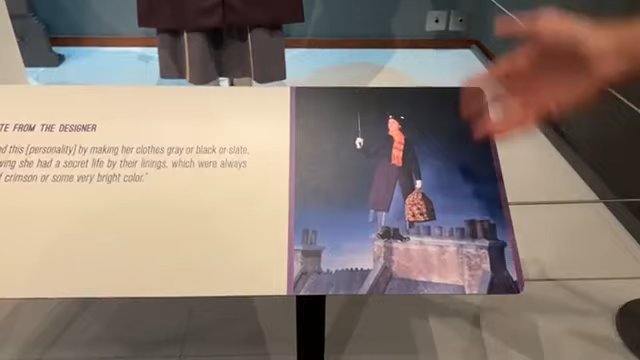 TE FROM THE DESIGNER
ed this [personality] by making her clothes gray or black or slate,
wing she had a secret life by their linings, which were always
f crimson or some very bright color."